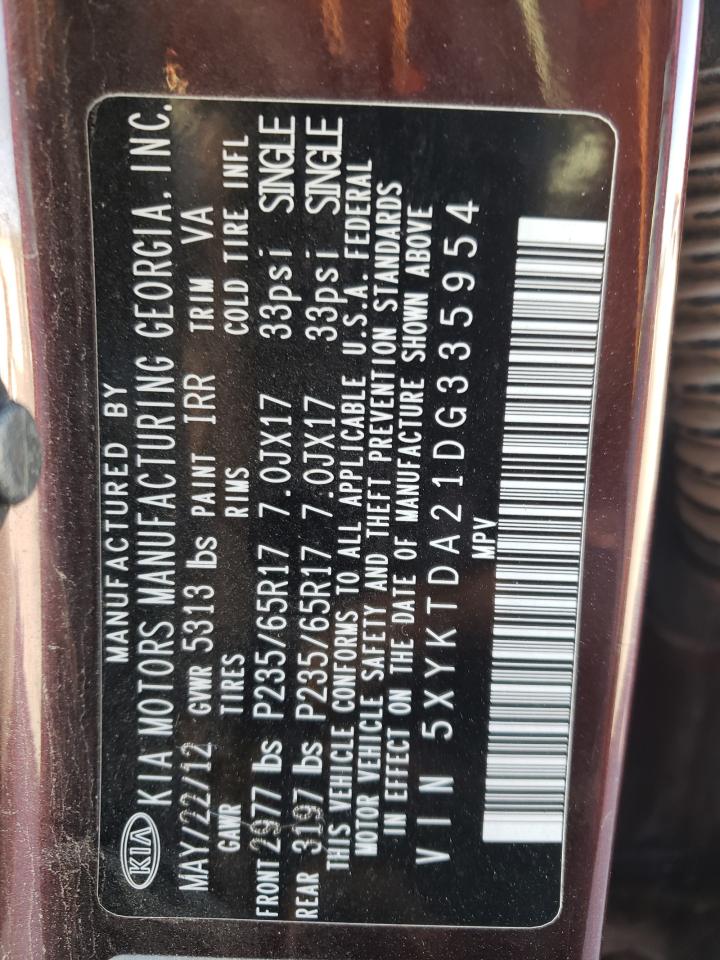 MANUFACTURED BY
KIA KIA MOTORS MANUFACTURING GEORGIA, INC.
MAY/22/12 GVWR 5313 lbs PAINT IRR TRIM VA
GAWR TIRES RIMS COLD TIRE INFL
FRONT 2977 lbs P235/65R17 7.0JX17 33psi SINGLE
REAR 3197 lbs P235/65R17 7.0JX17 33psi SINGLE
THIS VEHICLE CONFORMS TO ALL APPLICABLE U.S.A. FEDERAL
MOTOR VEHICLE SAFETY AND THEFT PREVENTION STANDARDS
IN EFFECT ON THE DATE OF MANUFACTURE SHOWN ABOVE
VIN 5XYKTDA21DG335954
MPV